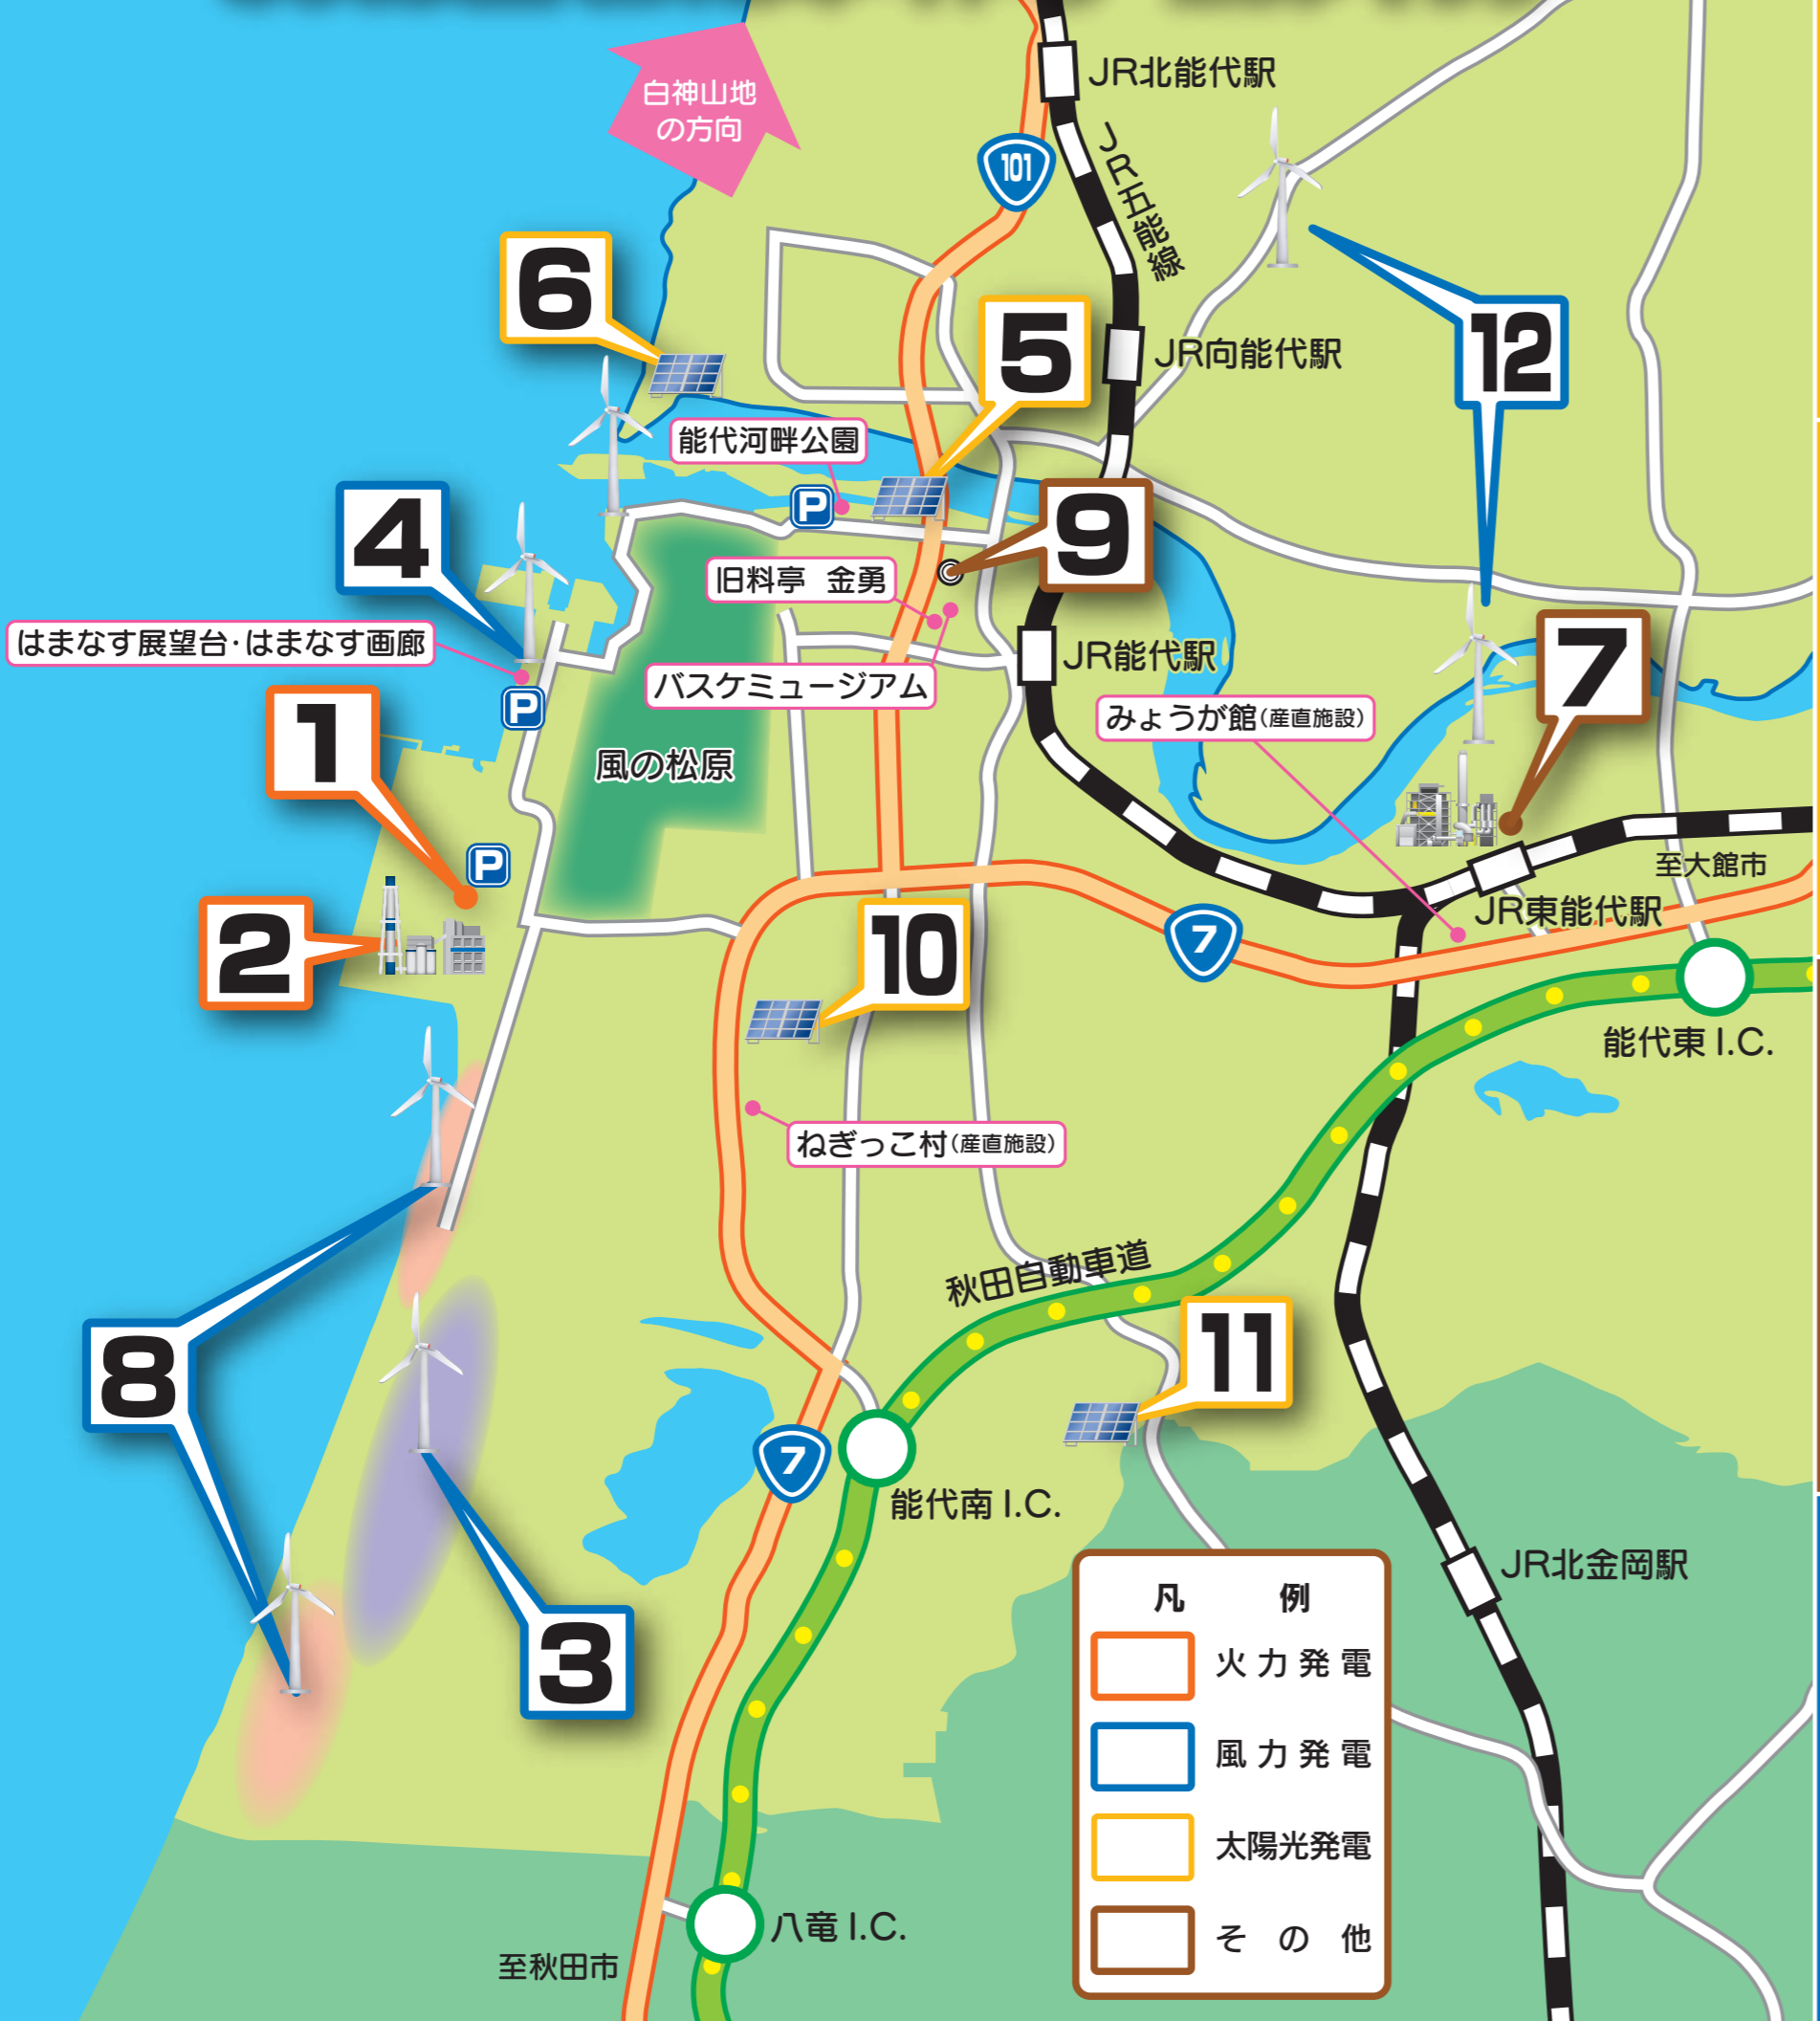 白神山地
の方向
JR北能代駅
101
JR五能線
6
5
12
JR向能代駅
能代河畔公園
P
4
9
旧料亭 金勇
はまなす展望台・はまなす画廊
バスケミュージアム
JR能代駅
7
P
1
みょうが館(産直施設)
風の松原
P
至大館市
2
10
JR東能代駅
7
能代東 I.C.
ねぎっこ村(産直施設)
秋田自動車道
8
11
7
能代南 I.C.
3
JR北金岡駅
凡 例
火力発電
風力発電
太陽光発電
その他
八竜 I.C.
至秋田市